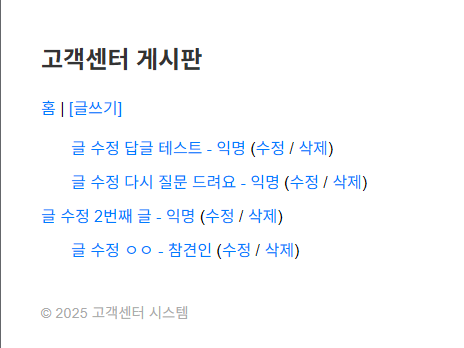 고객센터 게시판
홈 | [글쓰기]
글 수정 답글 테스트 - 익명 (수정 / 삭제)
글 수정 다시 질문 드려요 - 익명 (수정 / 삭제)
글 수정 2번째 글 - 익명 (수정 / 삭제)
글 수정 ㅇㅇ - 참견인 (수정 / 삭제)
© 2025 고객센터 시스템